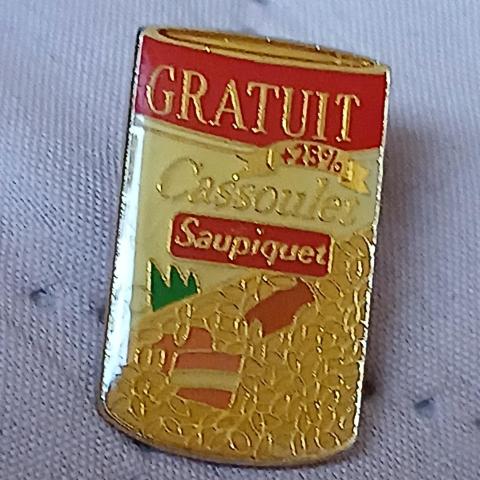 GRATUIT
+25%
Cassoulet
Saupiquet